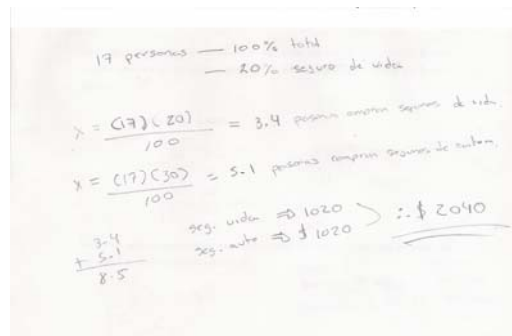 17 personas — 100% total
— 20% seguro de vida
x = (17)(20) / 100 = 3.4 personas compran seguros de vida.
x = (17)(30) / 100 = 5.1 personas compran seguros de autom.
seg. vida ⇒ 1020
seg. auto ⇒ $ 1020
∴ $ 2040
3.4
+ 5.1
8.5